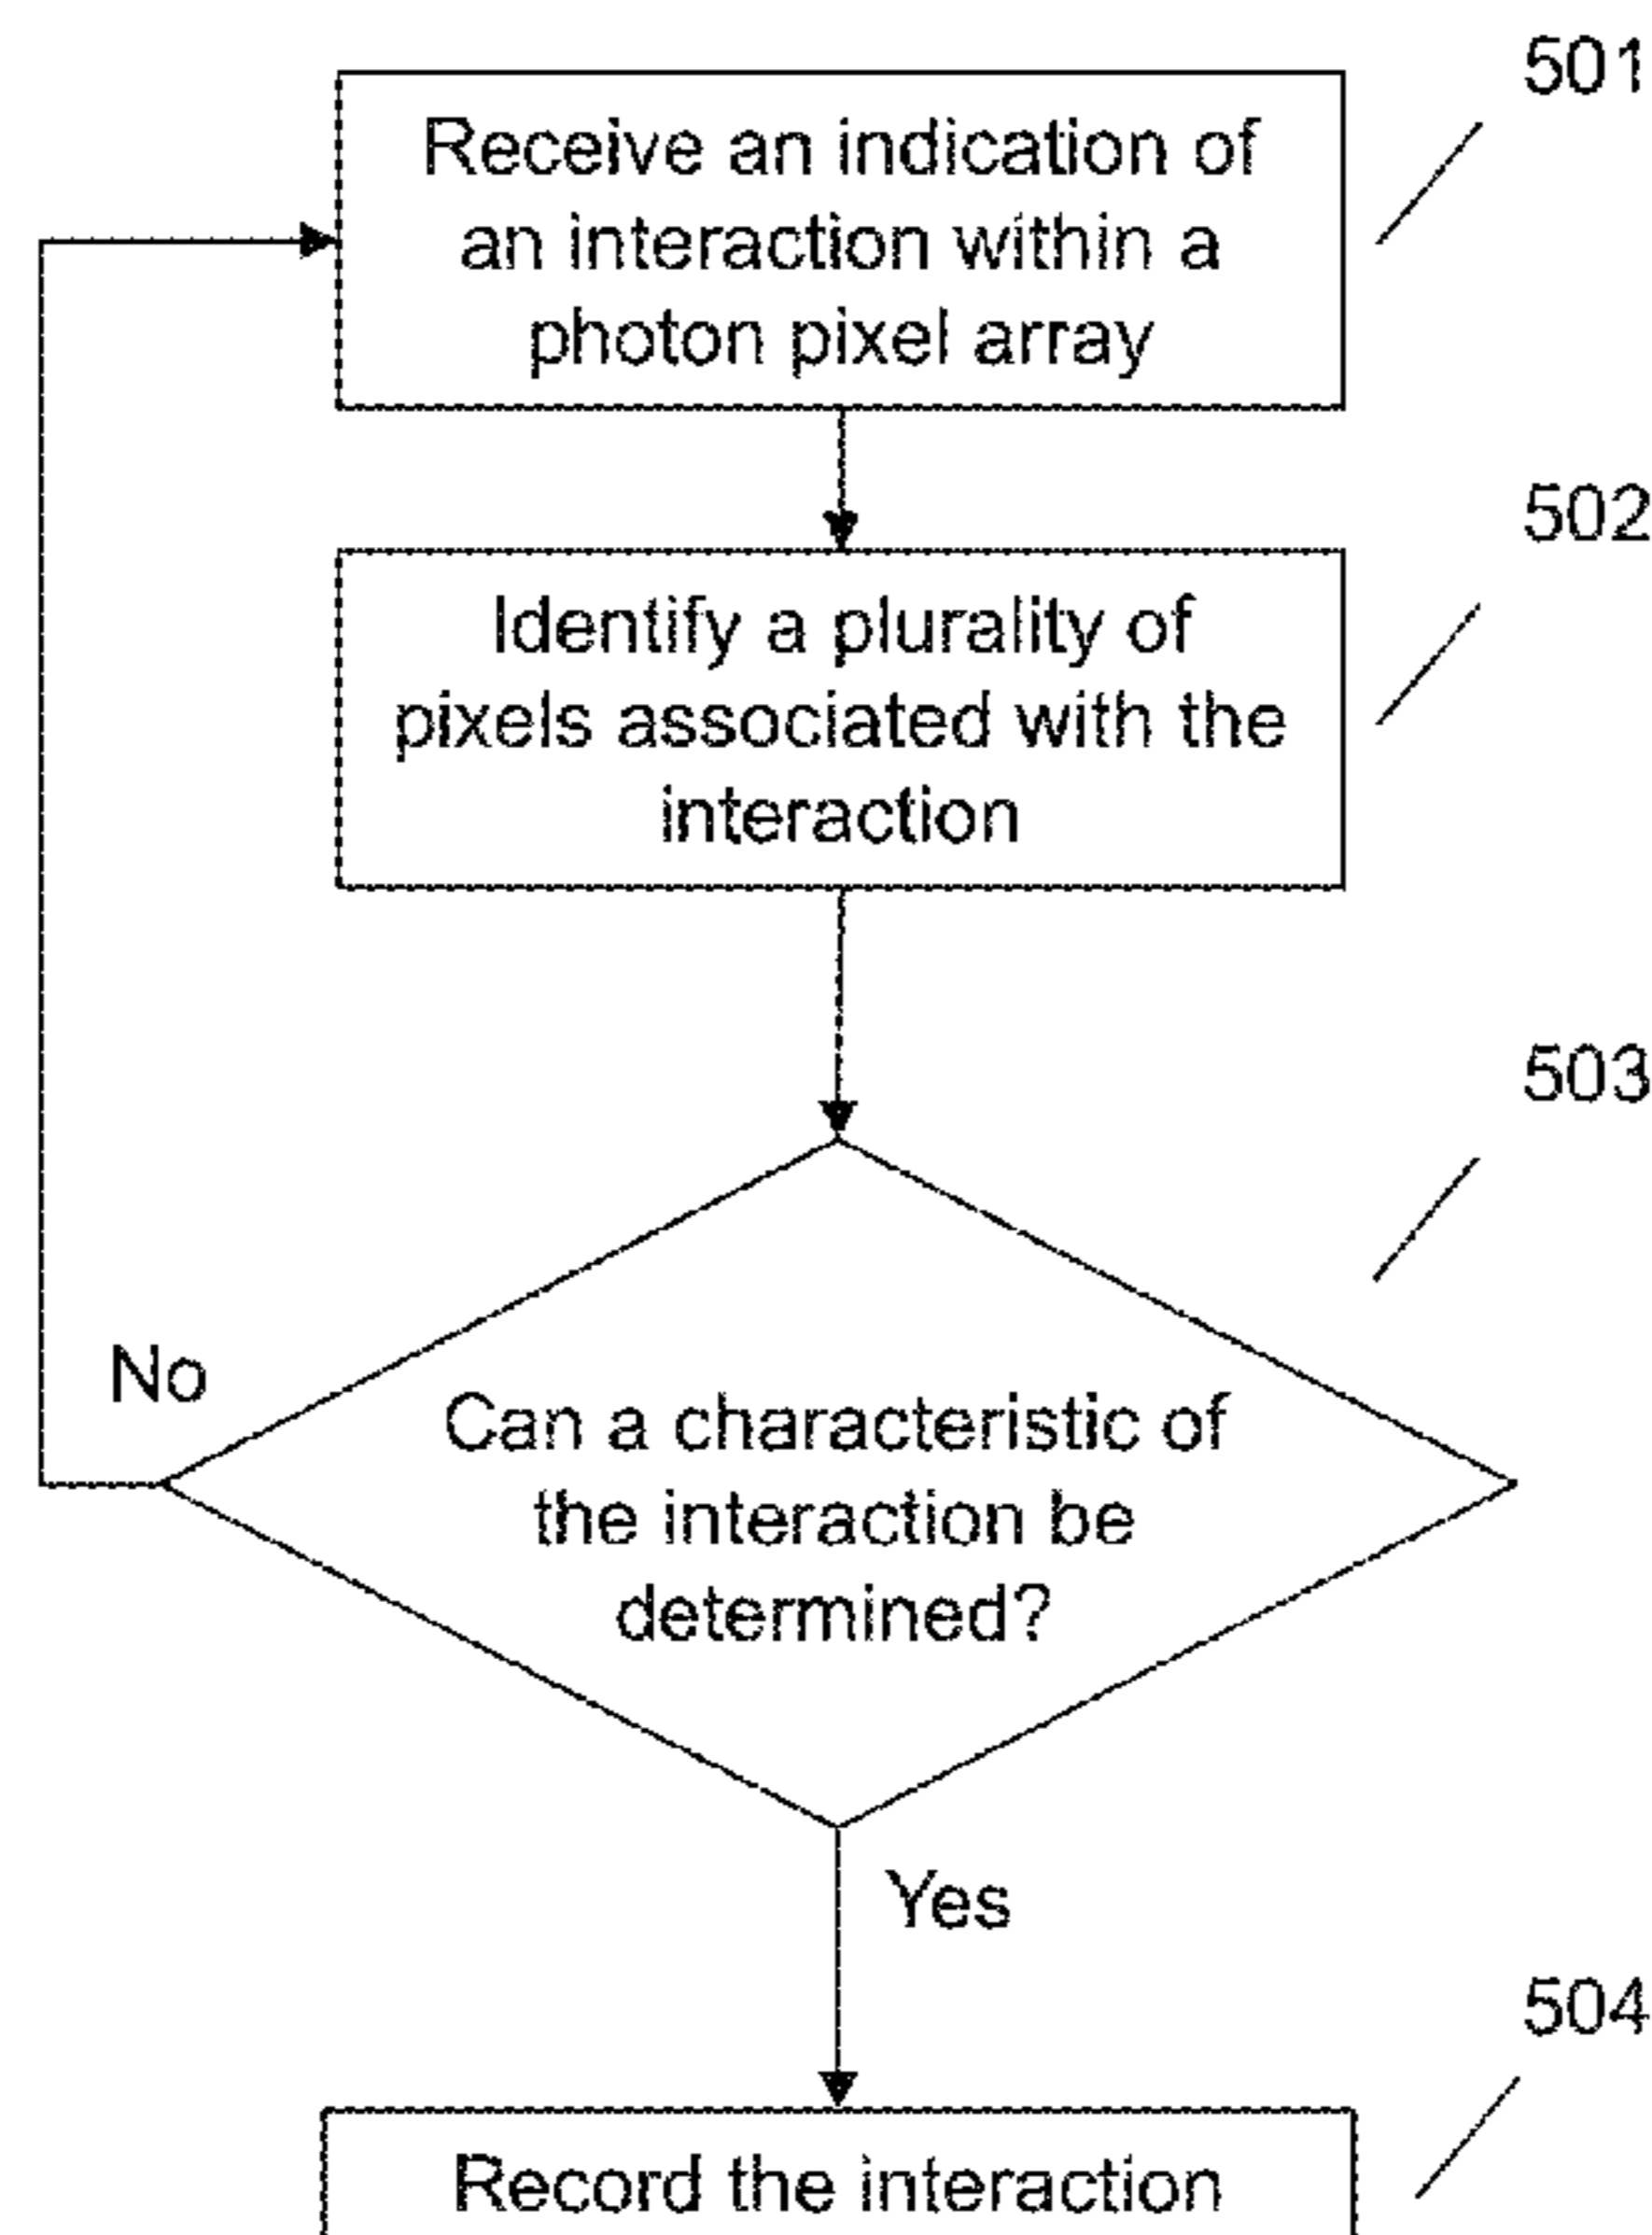 501
Receive an indication of
an interaction within a
photon pixel array
502
Identify a plurality of
pixels associated with the
interaction
503
No
Can a characteristic of
the interaction be
determined?
Yes
504
Record the interaction